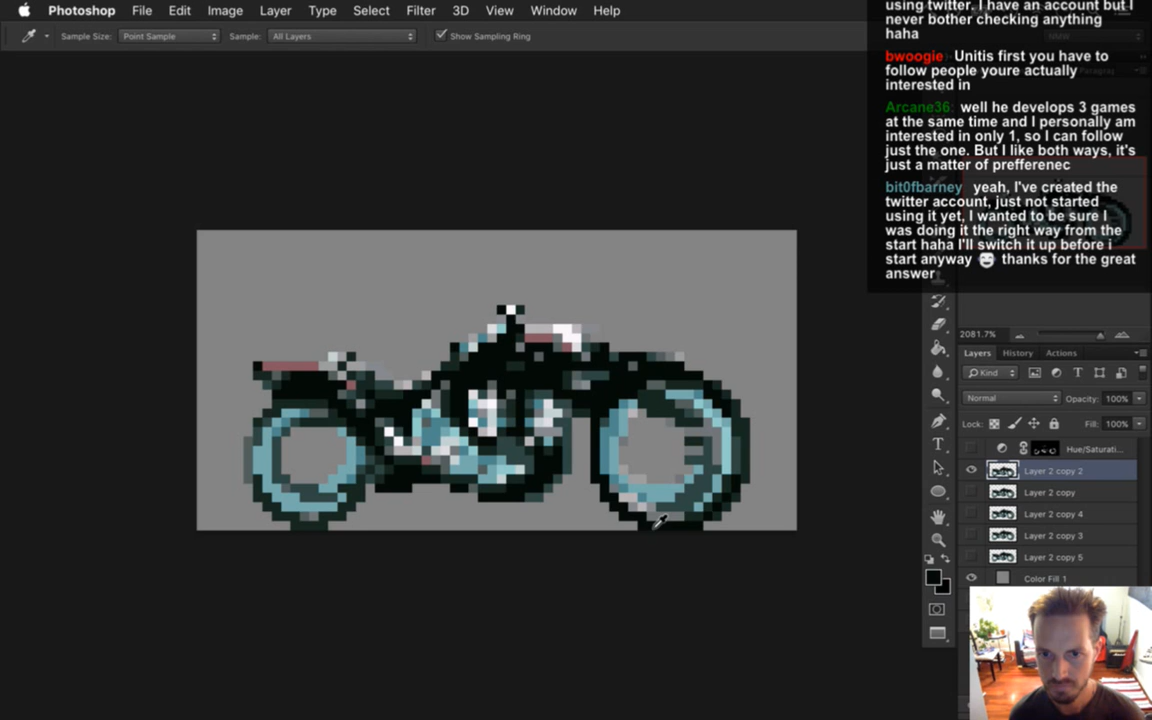 Photoshop File Edit Image Layer Type Select Filter 3D View Window Help
Sample Size: Point Sample Sample: All Layers Show Sampling Ring
using twitter. I have an account but I
never bother checking anything
haha
bwoogie Unitis first you have to
follow people youre actually
interested in
Arcane36 well he develops 3 games
at the same time and I personally am
interested in only 1, so I can follow
just the one. But I like both ways, it's
just a matter of prefferenec
bit0fbarney yeah, I've created the
twitter account, just not started
using it yet, I wanted to be sure I
was doing it the right way from the
start haha I'll switch it up before i
start anyway thanks for the great
answer
2081.7%
Layers History Actions
Kind
Normal Opacity: 100%
Lock: Fill: 100%
Hue/Saturati...
Layer 2 copy 2
Layer 2 copy
Layer 2 copy 4
Layer 2 copy 3
Layer 2 copy 5
Color Fill 1